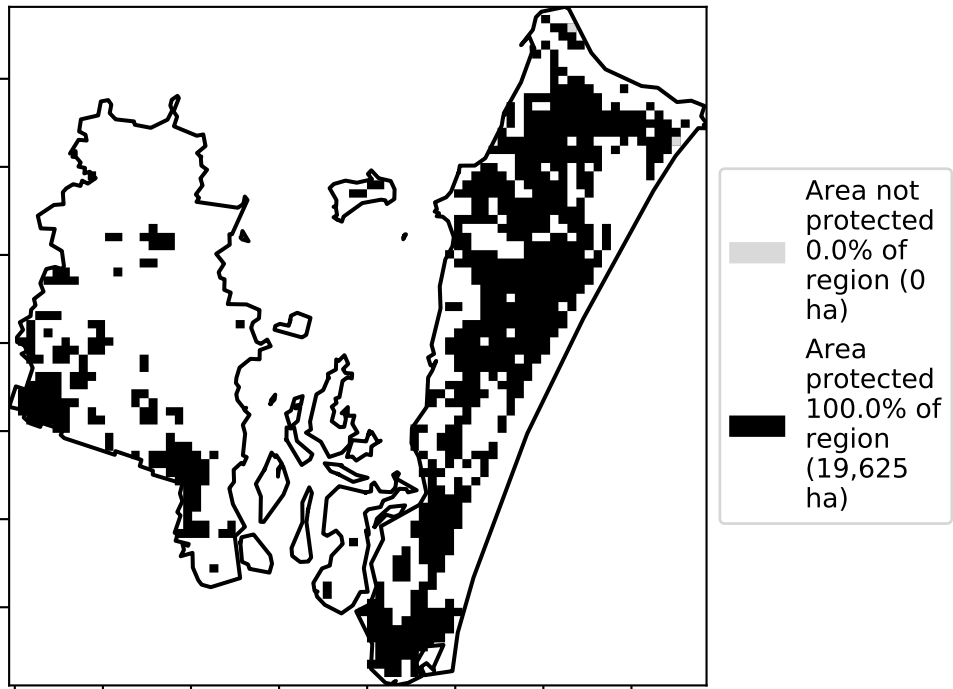 Area not
protected
0.0% of
region (0
ha)
Area
protected
100.0% of
region
(19,625
ha)